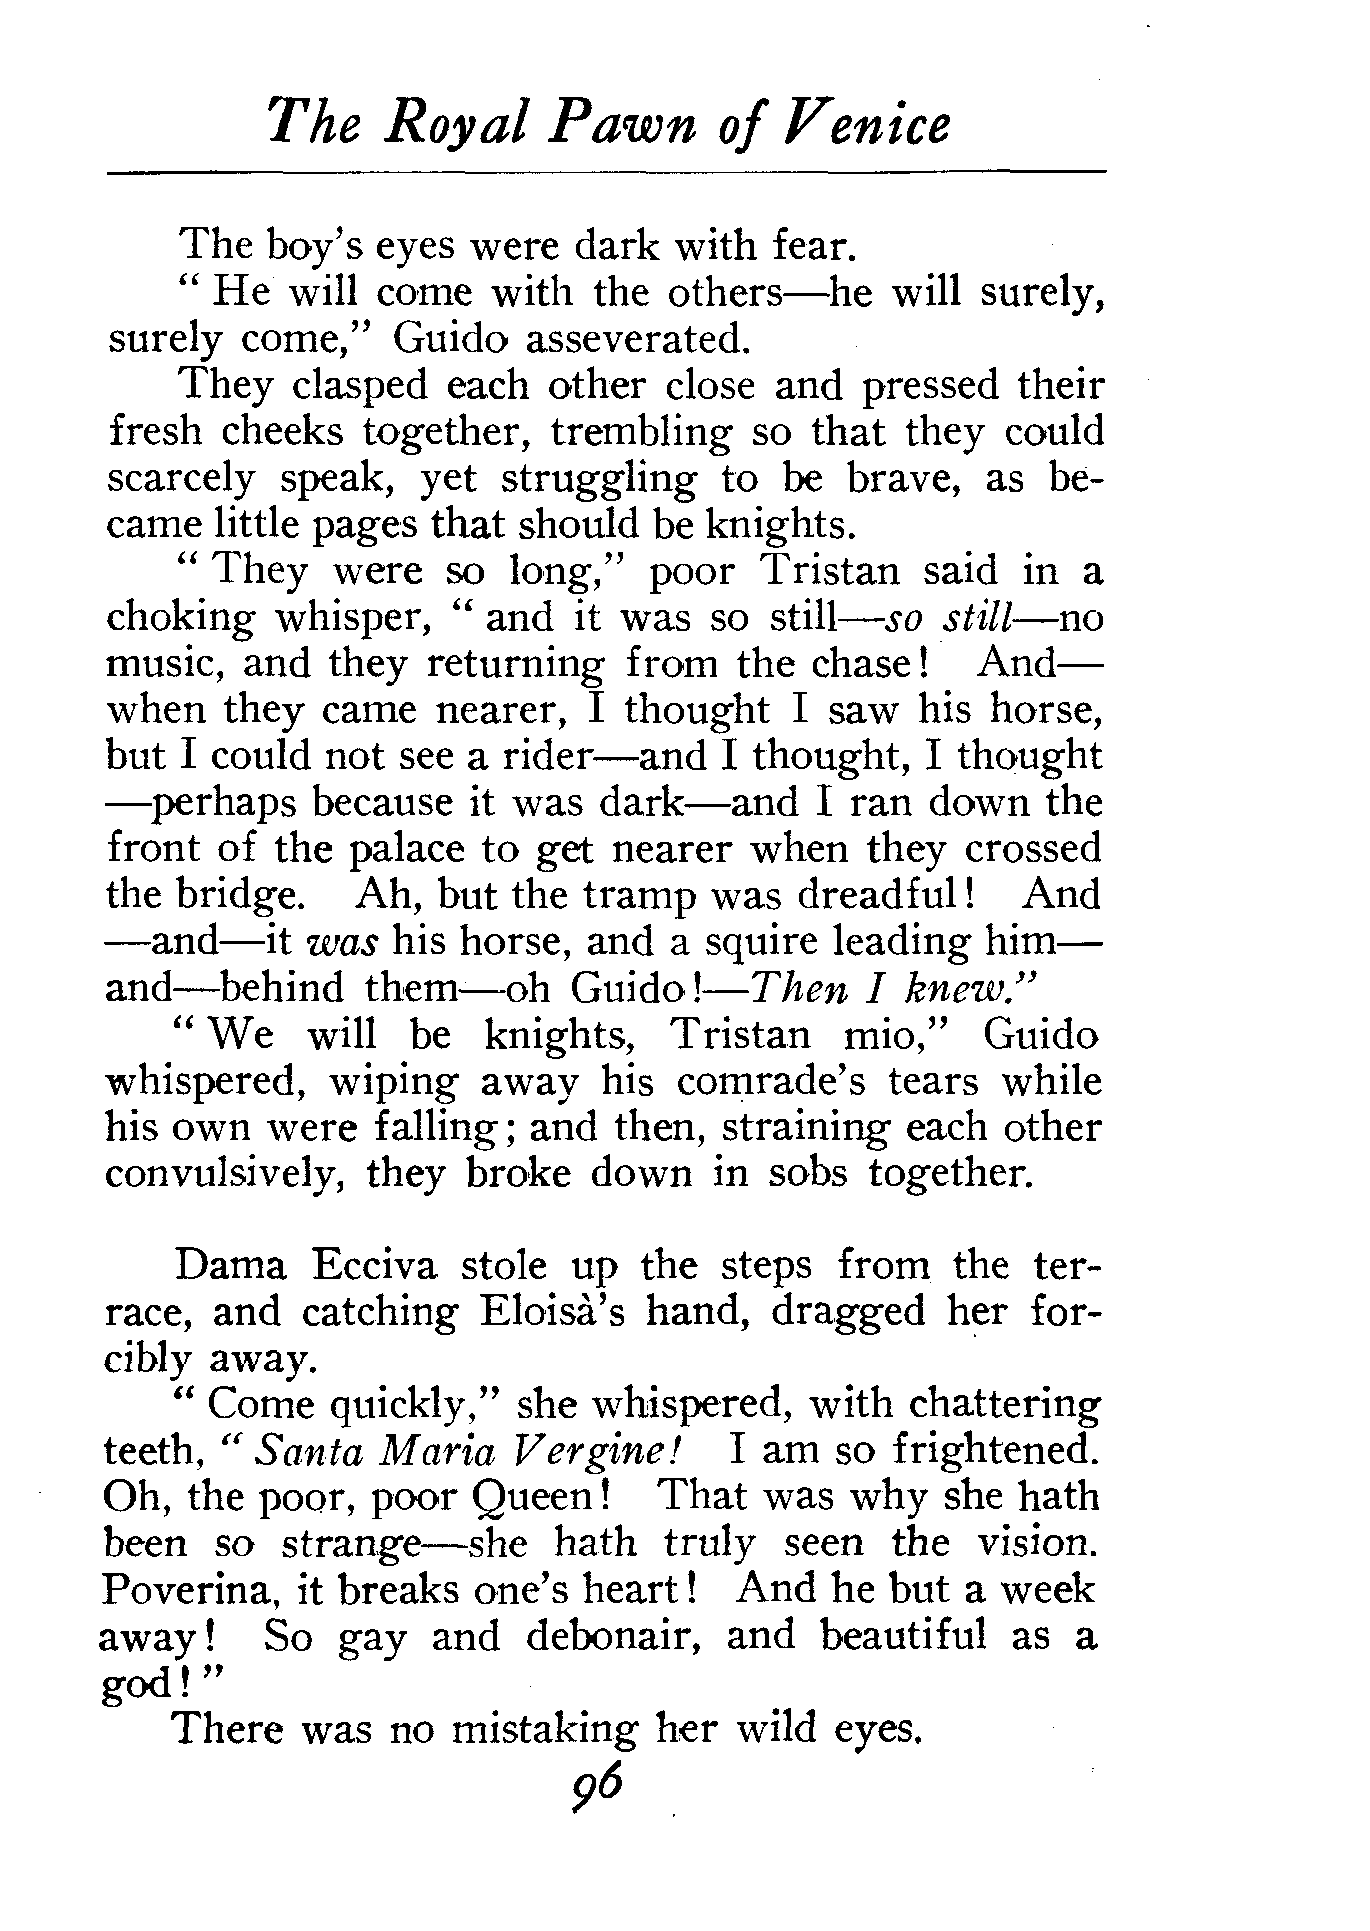 The Royal Pawn of Venice
The boy's eyes were dark with fear.
" He will come with the others—he will surely,
surely come," Guido asseverated.
They clasped each other close and pressed their
fresh cheeks together, trembling so that they could
scarcely speak, yet struggling to be brave, as be-
came little pages that should be knights.
" They were so long," poor Tristan said in a
choking whisper, " and it was so still—so still—no
music, and they returning from the chase! And—
when they came nearer, I thought I saw his horse,
but I could not see a rider—and I thought, I thought
—perhaps because it was dark—and I ran down the
front of the palace to get nearer when they crossed
the bridge. Ah, but the tramp was dreadful! And
—and—it was his horse, and a squire leading him—
and—behind them—oh Guido!—Then I knew."
" We will be knights, Tristan mio," Guido
whispered, wiping away his comrade's tears while
his own were falling; and then, straining each other
convulsively, they broke down in sobs together.
Dama Ecciva stole up the steps from the ter-
race, and catching Eloisà's hand, dragged her for-
cibly away.
" Come quickly," she whispered, with chattering
teeth, " Santa Maria Vergine! I am so frightened.
Oh, the poor, poor Queen! That was why she hath
been so strange—she hath truly seen the vision.
Poverina, it breaks one's heart! And he but a week
away! So gay and debonair, and beautiful as a
god! "
There was no mistaking her wild eyes.
96